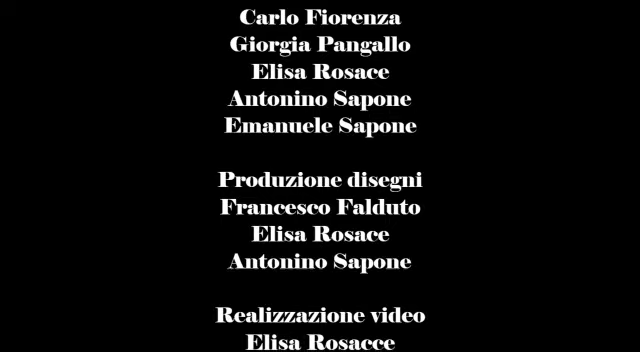 Carlo Fiorenza
Giorgia Pangallo
Elisa Rosace
Antonino Sapone
Emanuele Sapone
Produzione disegni
Francesco Falduto
Elisa Rosace
Antonino Sapone
Realizzazione video
Elisa Rosacce